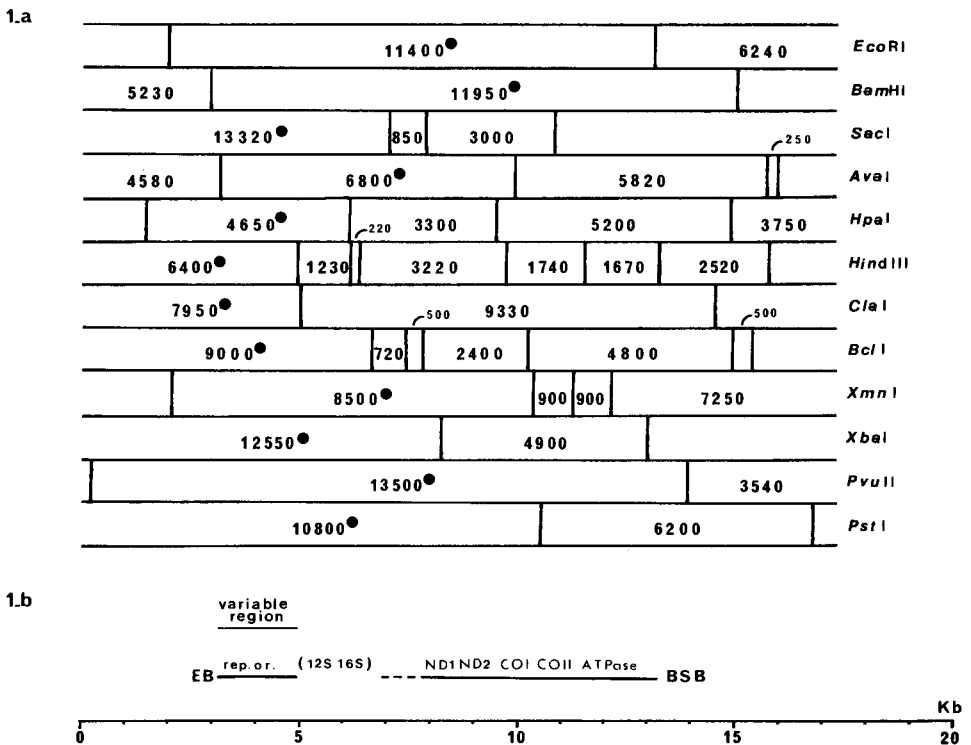 1.a
11400 6240 EcoRI
5230 11950 BamHI
13320 850 3000 SacI
250
4580 6800 5820 AvaI
4650 3300 5200 3750 HpaI
220
6400 1230 3220 1740 1670 2520 HindIII
7950 9330 ClaI
500 500
9000 720 2400 4800 BclI
8500 900 900 7250 XmnI
12550 4900 XbaI
13500 3540 PvuII
10800 6200 PstI
1.b
variable
region
rep.or. (12S 16S) ND1 ND2 COI COII ATPase
EB BSB
Kb
0 5 10 15 20